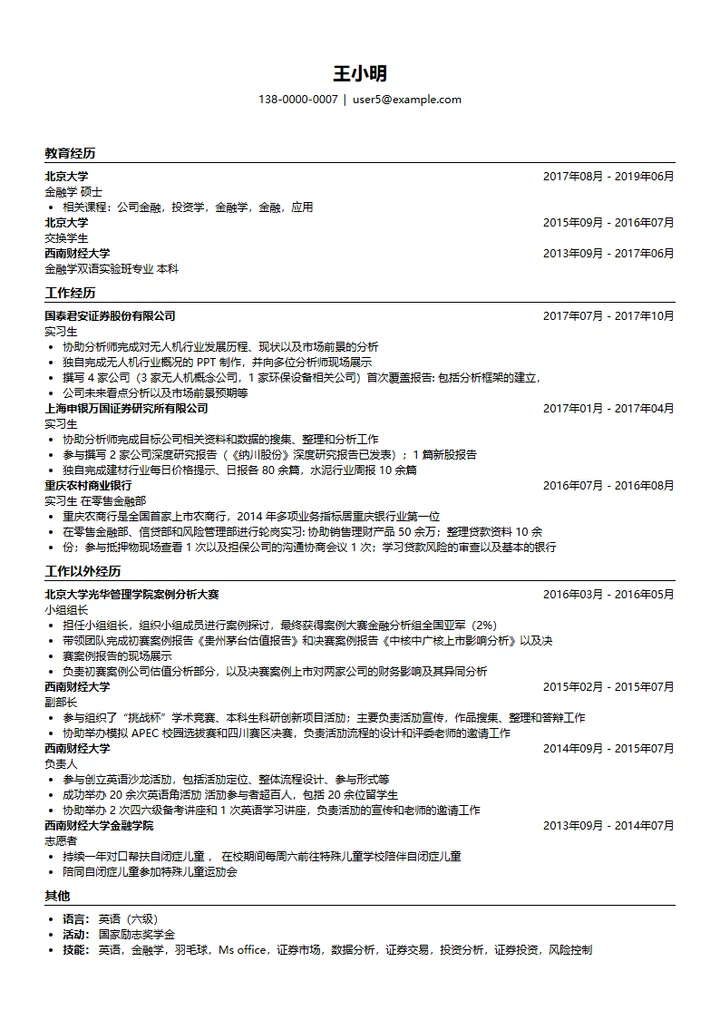 王小明
138-0000-0007 | user5@example.com
教育经历
北京大学 2017年08月 - 2019年06月
金融学 硕士
• 相关课程：公司金融，投资学，金融学，金融，应用
北京大学 2015年09月 - 2016年07月
交换学生
西南财经大学 2013年09月 - 2017年06月
金融学双语实验班专业 本科
工作经历
国泰君安证券股份有限公司 2017年07月 - 2017年10月
实习生
• 协助分析师完成对无人机行业发展历程、现状以及市场前景的分析
• 独自完成无人机行业概况的 PPT 制作，并向多位分析师现场展示
• 撰写 4 家公司（3 家无人机概念公司，1 家环保设备相关公司）首次覆盖报告: 包括分析框架的建立，
• 公司未来看点分析以及市场前景预期等
上海申银万国证券研究所有限公司 2017年01月 - 2017年04月
实习生
• 协助分析师完成目标公司相关资料和数据的搜集、整理和分析工作
• 参与撰写 2 家公司深度研究报告（《纳川股份》深度研究报告已发表）；1 篇新股报告
• 独自完成建材行业每日价格提示、日报各 80 余篇，水泥行业周报 10 余篇
重庆农村商业银行 2016年07月 - 2016年08月
实习生 在零售金融部
• 重庆农商行是全国首家上市农商行，2014 年多项业务指标居重庆银行业第一位
• 在零售金融部、信贷部和风险管理部进行轮岗实习: 协助销售理财产品 50 余万；整理贷款资料 10 余
• 份；参与抵押物现场查看 1 次以及担保公司的沟通协商会议 1 次；学习贷款风险的审查以及基本的银行
工作以外经历
北京大学光华管理学院案例分析大赛 2016年03月 - 2016年05月
小组组长
• 担任小组组长，组织小组成员进行案例探讨，最终获得案例大赛金融分析组全国亚军（2%）
• 带领团队完成初赛案例报告《贵州茅台估值报告》和决赛案例报告《中核中广核上市影响分析》以及决
• 赛案例报告的现场展示
• 负责初赛案例公司估值分析部分，以及决赛案例上市对两家公司的财务影响及其异同分析
西南财经大学 2015年02月 - 2015年07月
副部长
• 参与组织了“挑战杯”学术竞赛、本科生科研创新项目活动；主要负责活动宣传，作品搜集、整理和答辩工作
• 协助举办模拟 APEC 校园选拔赛和四川赛区决赛，负责活动流程的设计和评委老师的邀请工作
西南财经大学 2014年09月 - 2015年07月
负责人
• 参与创立英语沙龙活动，包括活动定位、整体流程设计、参与形式等
• 成功举办 20 余次英语角活动 活动参与者超百人，包括 20 余位留学生
• 协助举办 2 次四六级备考讲座和 1 次英语学习讲座，负责活动的宣传和老师的邀请工作
西南财经大学金融学院 2013年09月 - 2014年07月
志愿者
• 持续一年对口帮扶自闭症儿童 ， 在校期间每周六前往特殊儿童学校陪伴自闭症儿童
• 陪同自闭症儿童参加特殊儿童运动会
其他
• 语言： 英语（六级）
• 活动： 国家励志奖学金
• 技能： 英语，金融学，羽毛球，Ms office，证券市场，数据分析，证券交易，投资分析，证券投资，风险控制